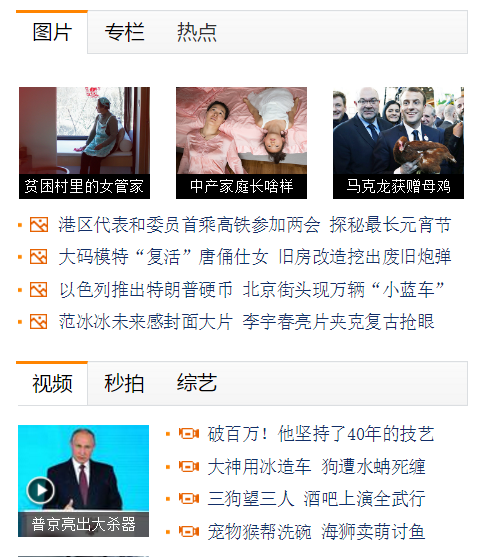 图片 专栏 热点
贫困村里的女管家 中产家庭长啥样 马克龙获赠母鸡
港区代表和委员首乘高铁参加两会 探秘最长元宵节
大码模特“复活”唐俑仕女 旧房改造挖出废旧炮弹
以色列推出特朗普硬币 北京街头现万辆“小蓝车”
范冰冰未来感封面大片 李宇春亮片夹克复古抢眼
视频 秒拍 综艺
普京亮出大杀器
破百万！他坚持了40年的技艺
大神用冰造车 狗遭水蚺死缠
三狗望三人 酒吧上演全武行
宠物猴帮洗碗 海狮卖萌讨鱼